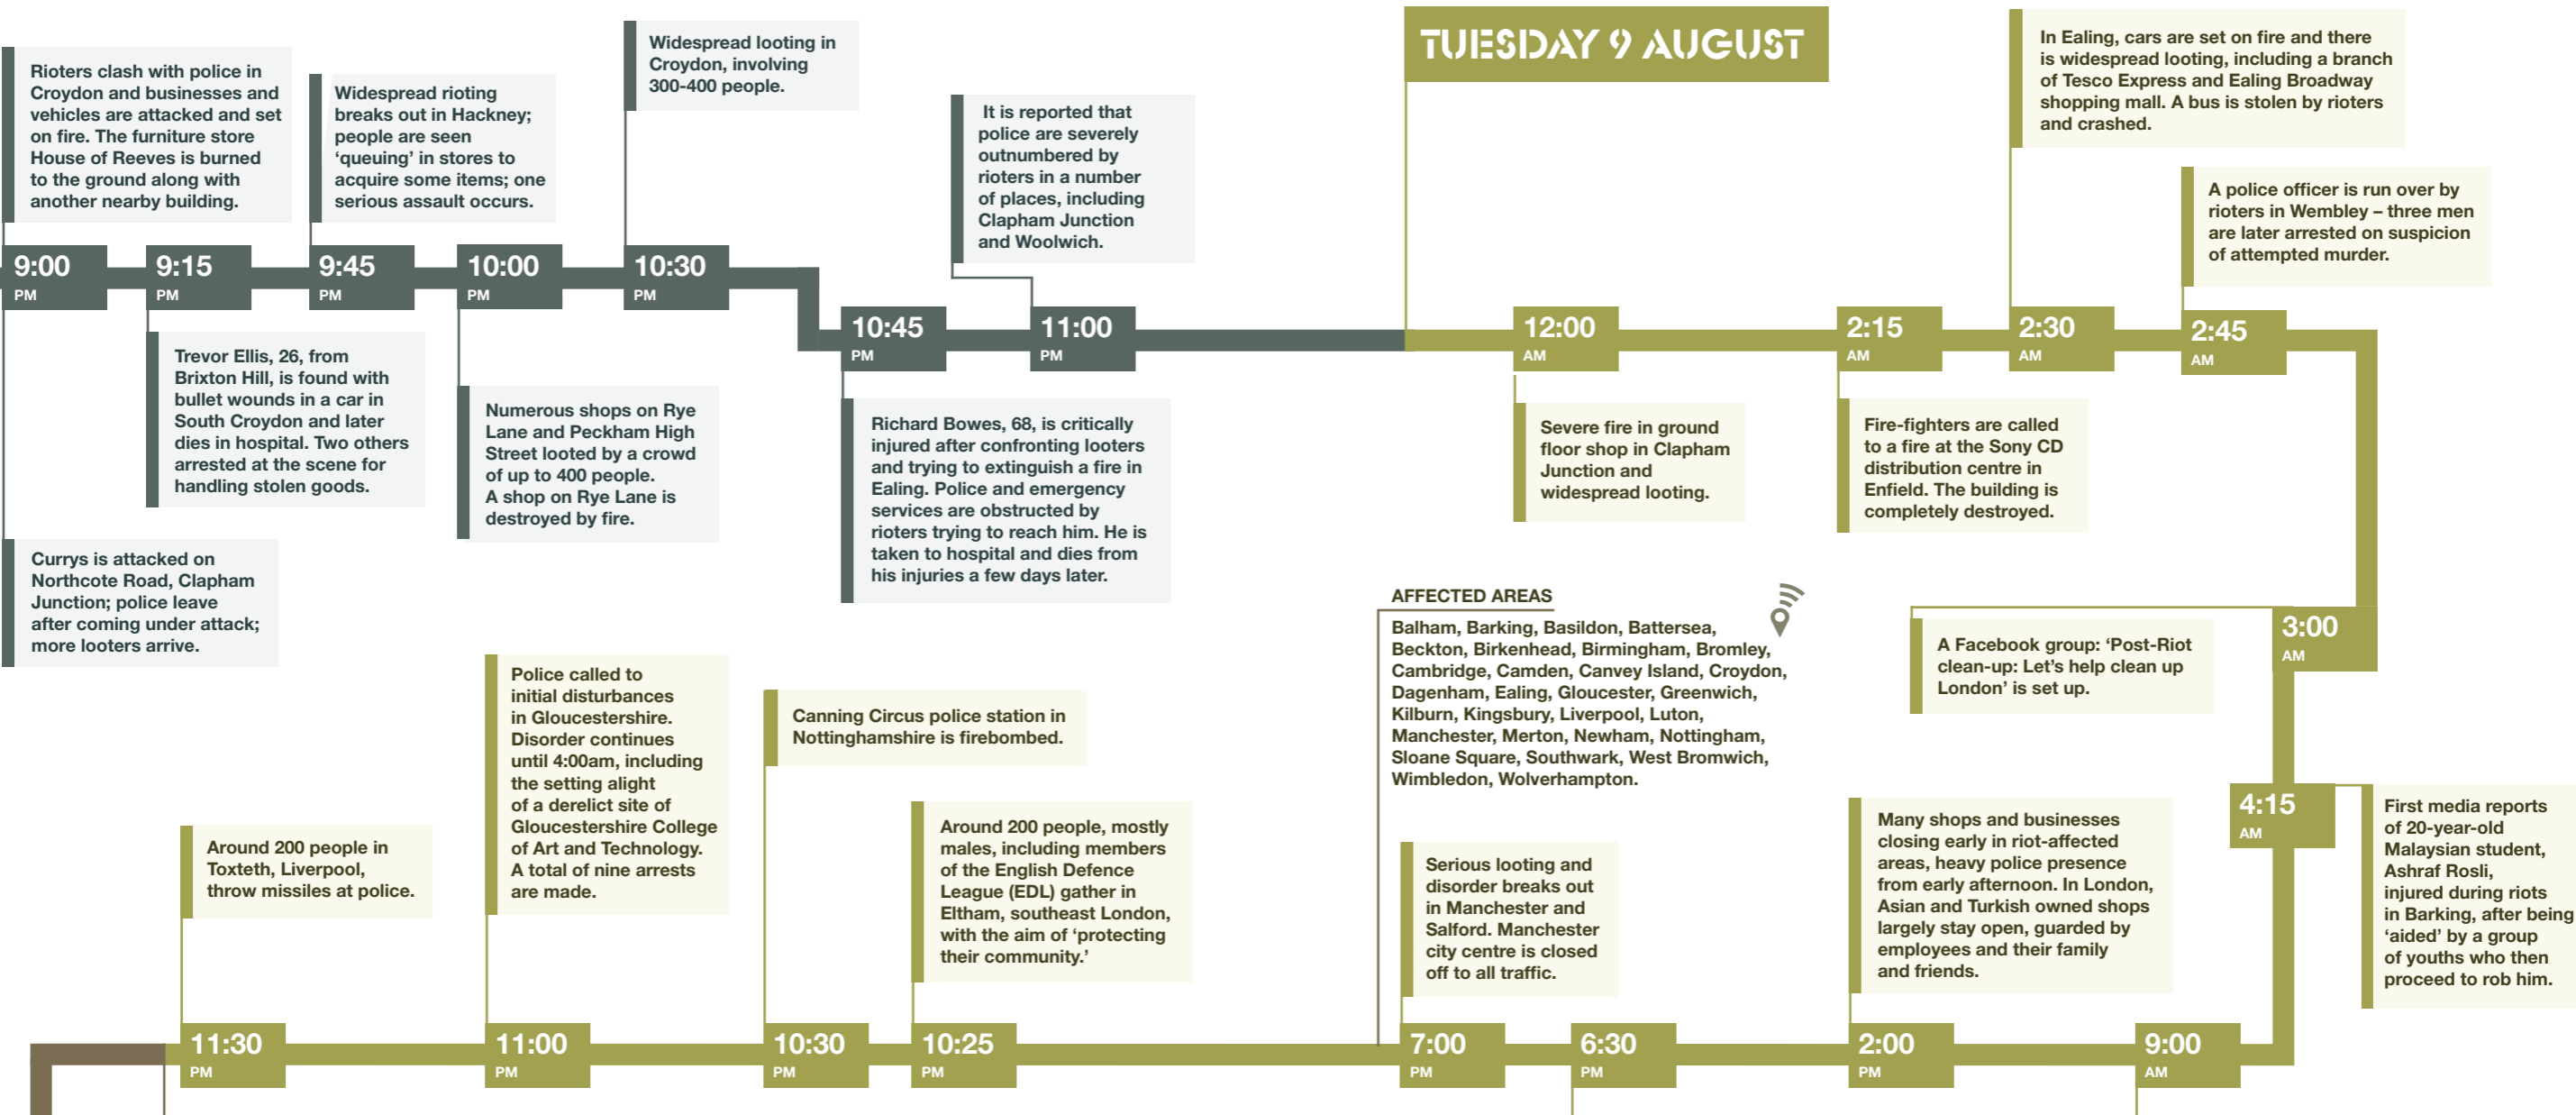 Rioters clash with police in
Croydon and businesses and
vehicles are attacked and set
on fire. The furniture store
House of Reeves is burned
to the ground along with
another nearby building.
Widespread rioting
breaks out in Hackney;
people are seen
‘queuing’ in stores to
acquire some items; one
serious assault occurs.
Widespread looting in
Croydon, involving
300-400 people.
It is reported that
police are severely
outnumbered by
rioters in a number
of places, including
Clapham Junction
and Woolwich.
TUESDAY 9 AUGUST
In Ealing, cars are set on fire and there
is widespread looting, including a branch
of Tesco Express and Ealing Broadway
shopping mall. A bus is stolen by rioters
and crashed.
A police officer is run over by
rioters in Wembley – three men
are later arrested on suspicion
of attempted murder.
9:00
PM
9:15
PM
9:45
PM
10:00
PM
10:30
PM
10:45
PM
11:00
PM
12:00
AM
2:15
AM
2:30
AM
2:45
AM
Trevor Ellis, 26, from
Brixton Hill, is found with
bullet wounds in a car in
South Croydon and later
dies in hospital. Two others
arrested at the scene for
handling stolen goods.
Numerous shops on Rye
Lane and Peckham High
Street looted by a crowd
of up to 400 people.
A shop on Rye Lane is
destroyed by fire.
Richard Bowes, 68, is critically
injured after confronting looters
and trying to extinguish a fire in
Ealing. Police and emergency
services are obstructed by
rioters trying to reach him. He is
taken to hospital and dies from
his injuries a few days later.
Severe fire in ground
floor shop in Clapham
Junction and
widespread looting.
Fire-fighters are called
to a fire at the Sony CD
distribution centre in
Enfield. The building is
completely destroyed.
Currys is attacked on
Northcote Road, Clapham
Junction; police leave
after coming under attack;
more looters arrive.
AFFECTED AREAS
Balham, Barking, Basildon, Battersea,
Beckton, Birkenhead, Birmingham, Bromley,
Cambridge, Camden, Canvey Island, Croydon,
Dagenham, Ealing, Gloucester, Greenwich,
Kilburn, Kingsbury, Liverpool, Luton,
Manchester, Merton, Newham, Nottingham,
Sloane Square, Southwark, West Bromwich,
Wimbledon, Wolverhampton.
A Facebook group: ‘Post-Riot
clean-up: Let’s help clean up
London’ is set up.
3:00
AM
4:15
AM
First media reports
of 20-year-old
Malaysian student,
Ashraf Rosli,
injured during riots
in Barking, after being
‘aided’ by a group
of youths who then
proceed to rob him.
Around 200 people in
Toxteth, Liverpool,
throw missiles at police.
Police called to
initial disturbances
in Gloucestershire.
Disorder continues
until 4:00am, including
the setting alight
of a derelict site of
Gloucestershire College
of Art and Technology.
A total of nine arrests
are made.
Canning Circus police station in
Nottinghamshire is firebombed.
Around 200 people, mostly
males, including members
of the English Defence
League (EDL) gather in
Eltham, southeast London,
with the aim of ‘protecting
their community.’
Serious looting and
disorder breaks out
in Manchester and
Salford. Manchester
city centre is closed
off to all traffic.
Many shops and businesses
closing early in riot-affected
areas, heavy police presence
from early afternoon. In London,
Asian and Turkish owned shops
largely stay open, guarded by
employees and their family
and friends.
11:30
PM
11:00
PM
10:30
PM
10:25
PM
7:00
PM
6:30
PM
2:00
PM
9:00
AM